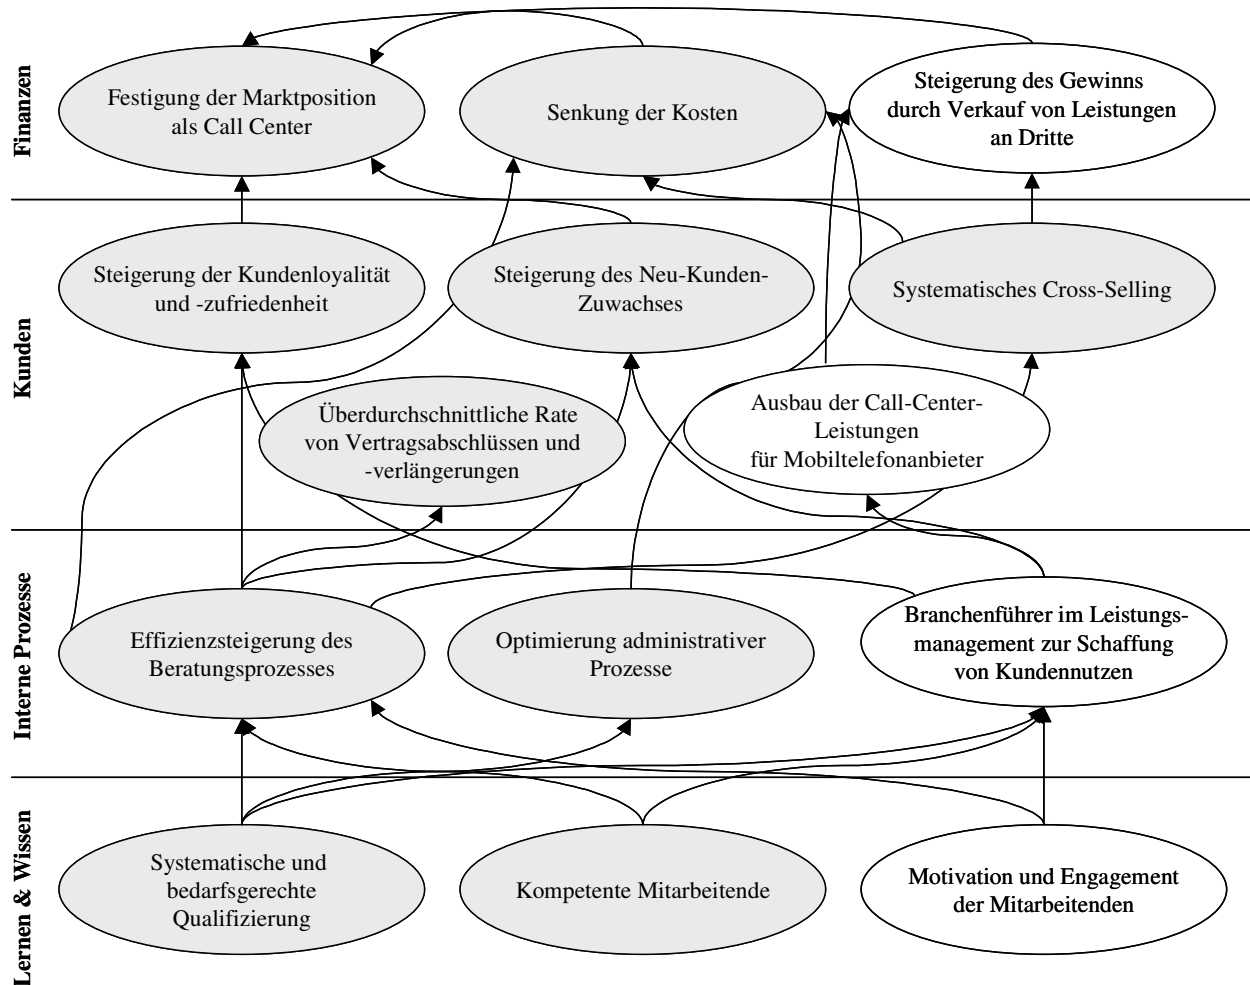 Finanzen
Festigung der Marktposition
als Call Center
Senkung der Kosten
Steigerung des Gewinns
durch Verkauf von Leistungen
an Dritte
Kunden
Steigerung der Kundenloyalität
und -zufriedenheit
Steigerung des Neu-Kunden-
Zuwachses
Systematisches Cross-Selling
Überdurchschnittliche Rate
von Vertragsabschlüssen und
-verlängerungen
Ausbau der Call-Center-
Leistungen
für Mobiltelefonanbieter
Interne Prozesse
Effizienzsteigerung des
Beratungsprozesses
Optimierung administrativer
Prozesse
Branchenführer im Leistungs-
management zur Schaffung
von Kundennutzen
Lernen & Wissen
Systematische und
bedarfsgerechte
Qualifizierung
Kompetente Mitarbeitende
Motivation und Engagement
der Mitarbeitenden